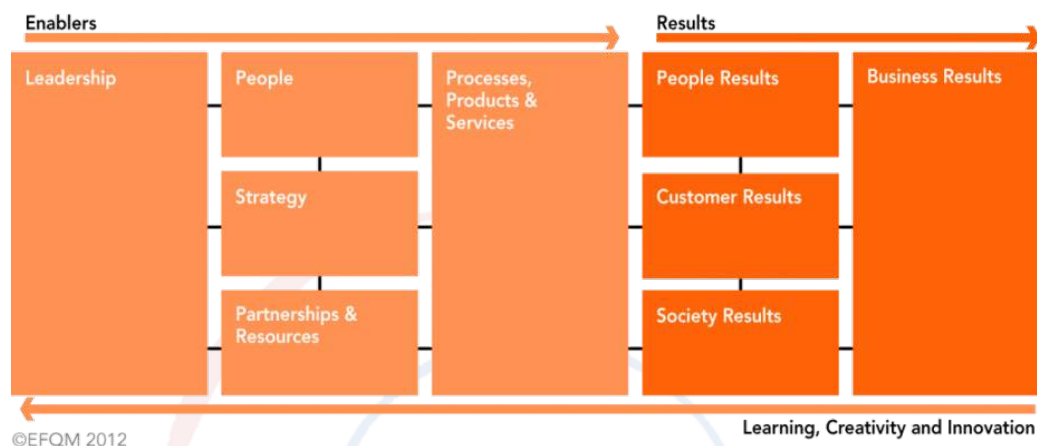 Enablers
Results
Leadership
People
Processes,
Products &
Services
People Results
Business Results
Strategy
Customer Results
Partnerships &
Resources
Society Results
Learning, Creativity and Innovation
©EFQM 2012